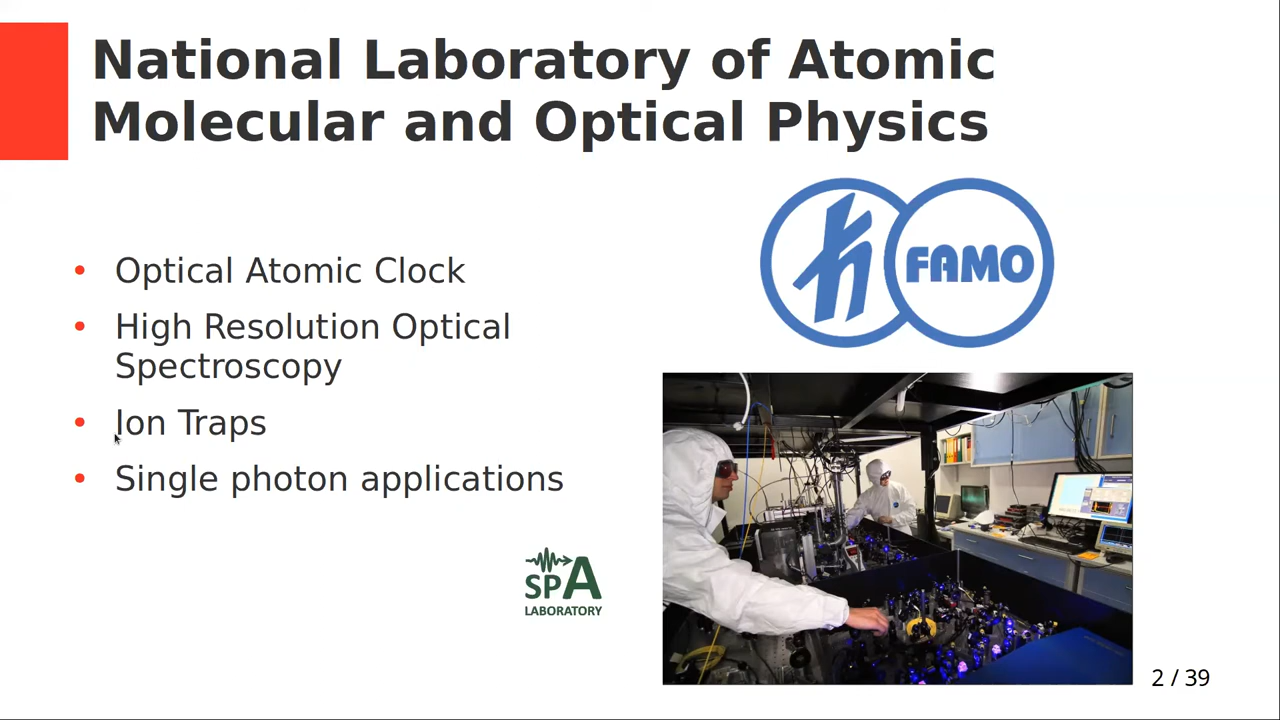 National Laboratory of Atomic
Molecular and Optical Physics
ħ FAMO
• Optical Atomic Clock
• High Resolution Optical
Spectroscopy
• Ion Traps
• Single photon applications
SPA
LABORATORY
2 / 39